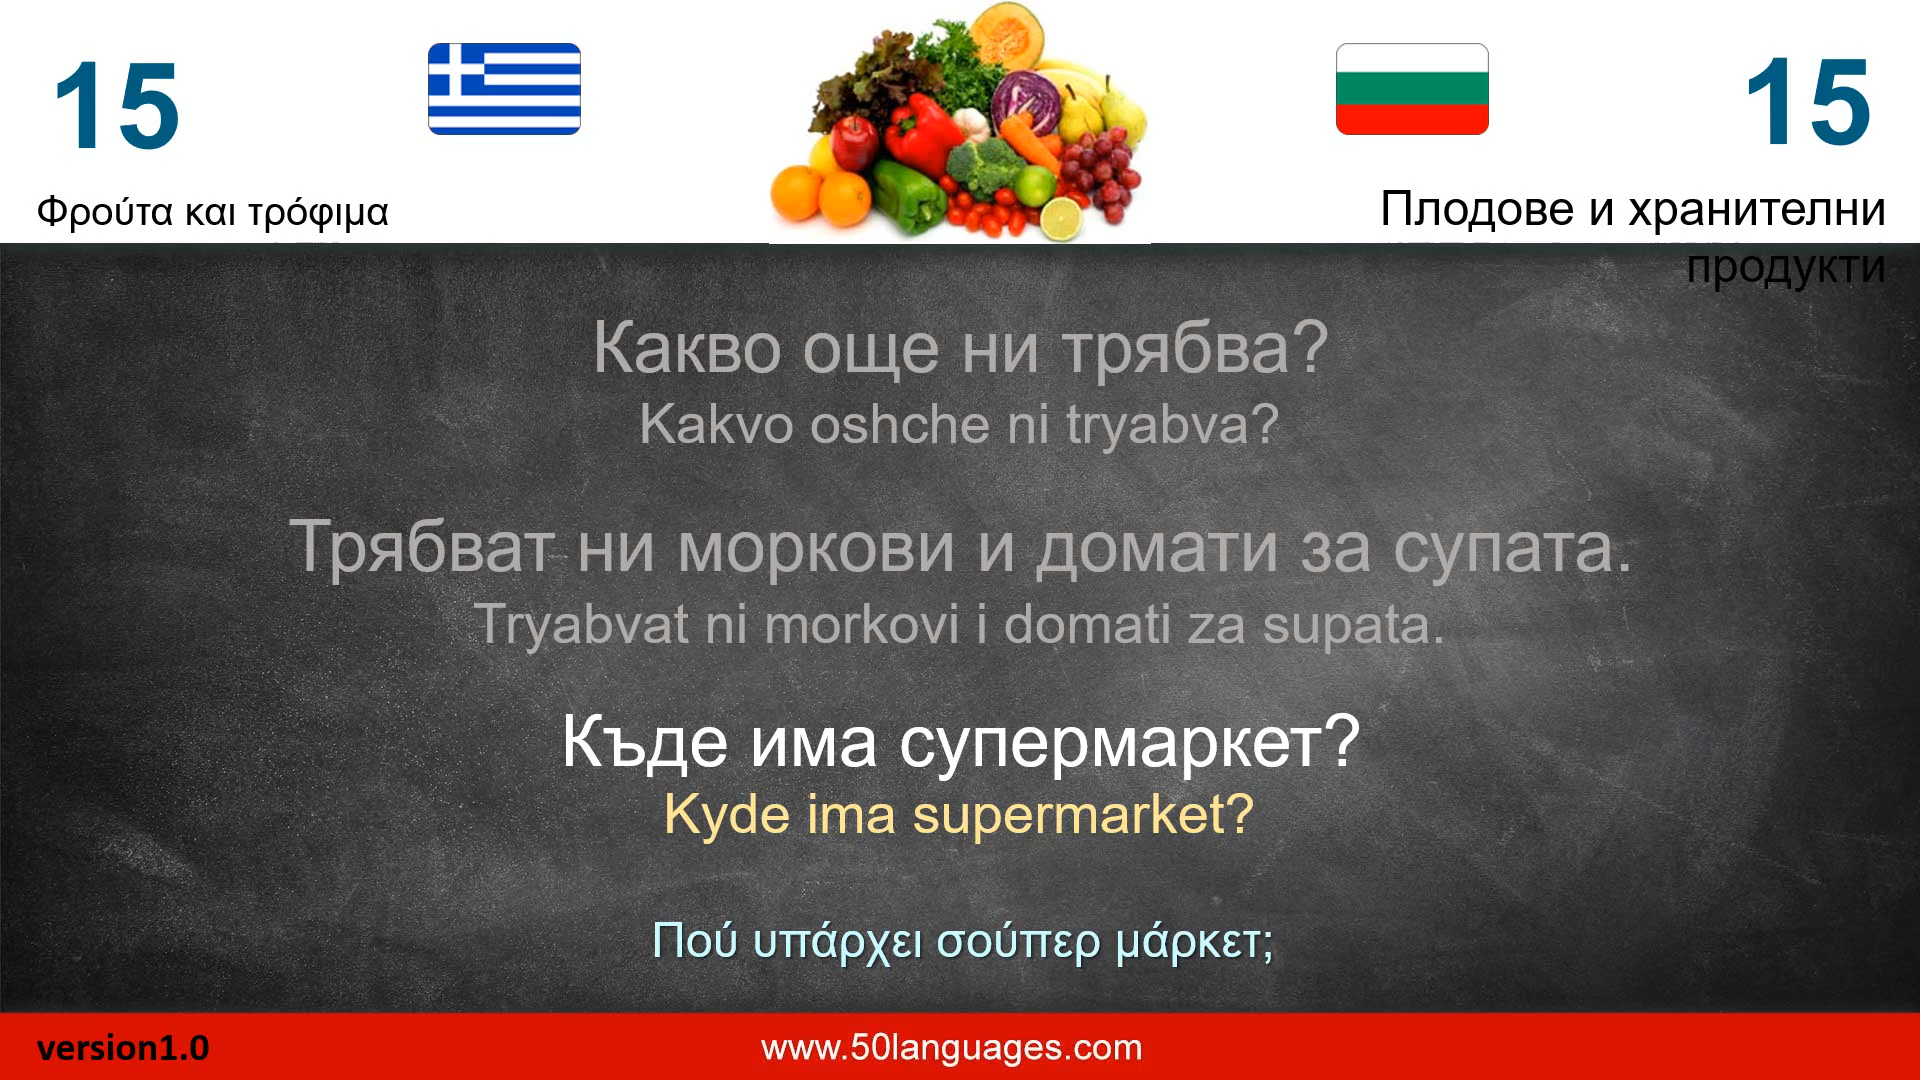 15
15
Φρούτα και τρόφιμα
Плодове и хранителни
продукти
Какво още ни трябва?
Kakvo oshche ni tryabva?
Трябват ни моркови и домати за супата.
Tryabvat ni morkovi i domati za supata.
Къде има супермаркет?
Kyde ima supermarket?
Πού υπάρχει σούπερ μάρκετ;
version1.0
www.50languages.com